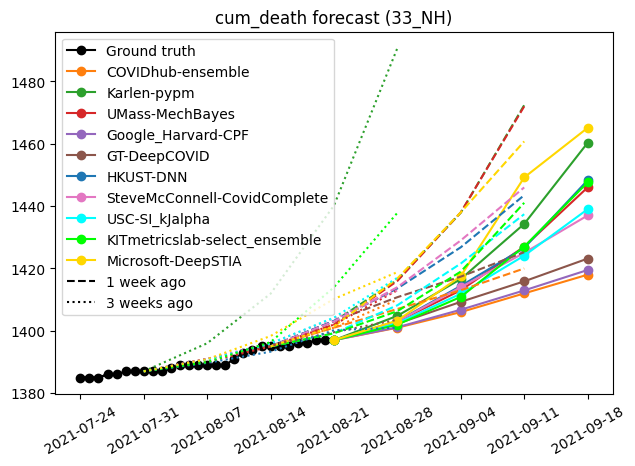 cum_death forecast (33_NH)
Ground truth
COVIDhub-ensemble
Karlen-pypm
UMass-MechBayes
Google_Harvard-CPF
GT-DeepCOVID
HKUST-DNN
SteveMcConnell-CovidComplete
USC-SI_kJalpha
KITmetricslab-select_ensemble
Microsoft-DeepSTIA
1 week ago
3 weeks ago
1480
1460
1440
1420
1400
1380
2021-07-24
2021-07-31
2021-08-07
2021-08-14
2021-08-21
2021-08-28
2021-09-04
2021-09-11
2021-09-18